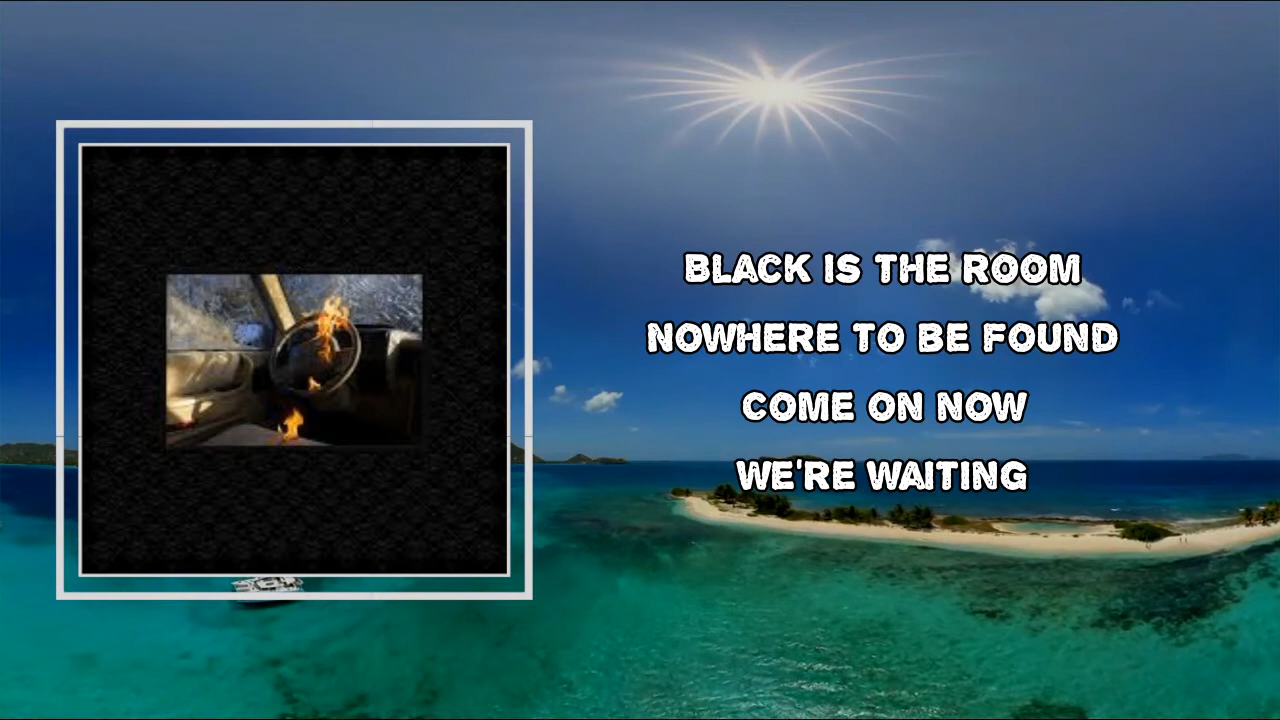 BLACK IS THE ROOM
NOWHERE TO BE FOUND
COME ON NOW
WE'RE WAITING